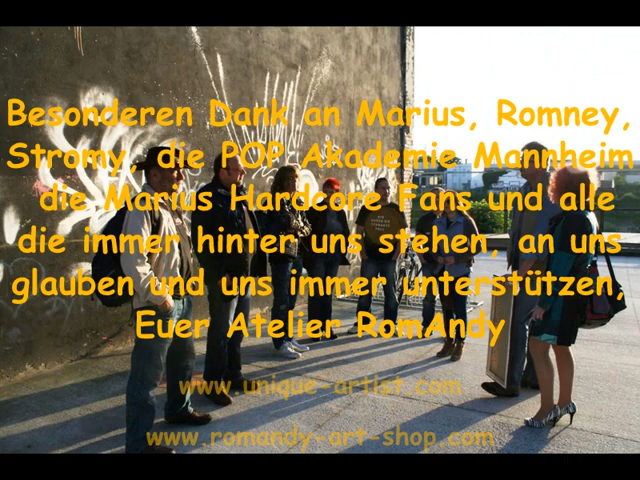 Besonderen Dank an Marius, Romney,
Stromy, die POP Akademie Mannheim
die Marius Hardcore Fans und alle
die immer hinter uns stehen, an uns
glauben und uns immer unterstützen,
Euer Atelier RomAndy
www.unique-artist.com
www.romandy-art-shop.com